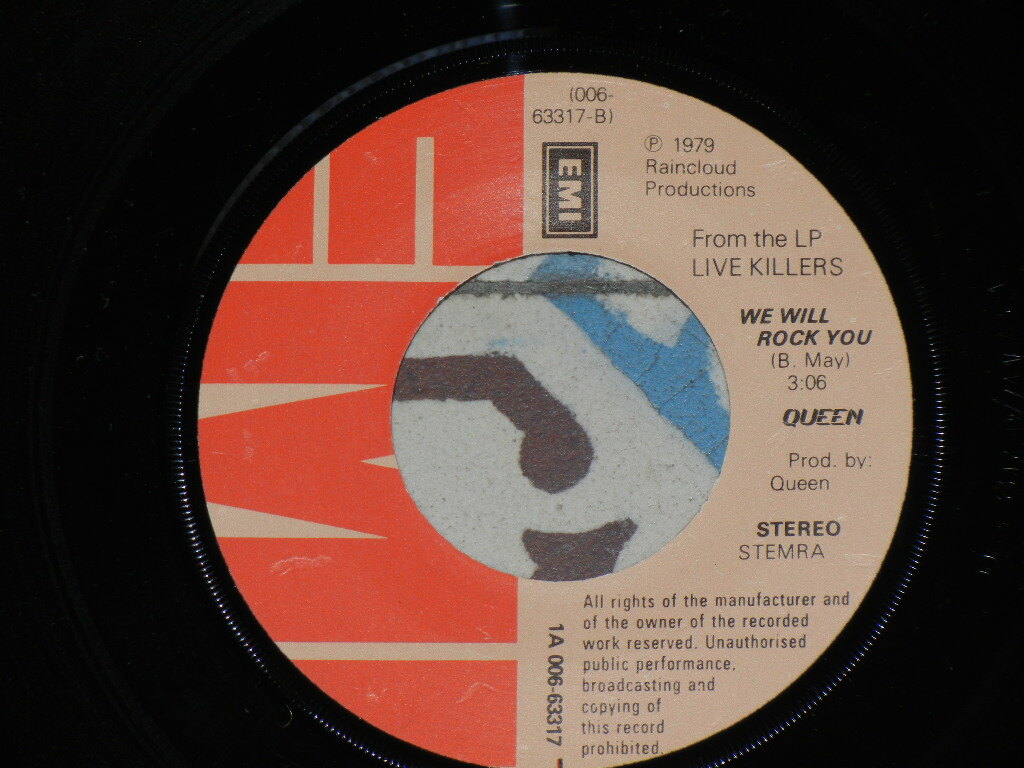 (006-
63317-B)
EMI
℗ 1979
Raincloud
Productions
From the LP
LIVE KILLERS
WE WILL
ROCK YOU
(B. May)
3:06
QUEEN
Prod. by:
Queen
STEREO
STEMRA
All rights of the manufacturer and
of the owner of the recorded
work reserved. Unauthorised
public performance,
broadcasting and
copying of
this record
prohibited.
1A 006-63317